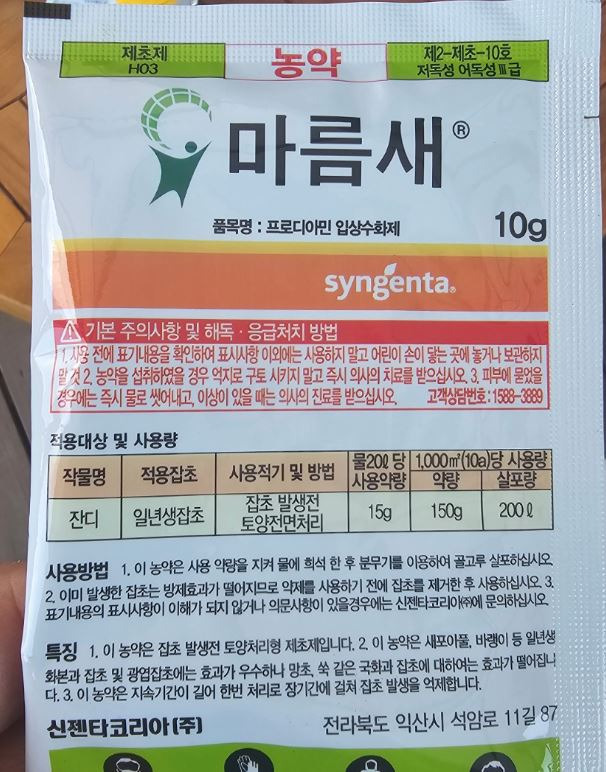 제초제
H03
농약
제2-제초-10호
저독성 어독성Ⅲ급
마름새®
품목명 : 프로디아민 입상수화제
10g
syngenta®
기본 주의사항 및 해독 · 응급처치 방법
1. 사용 전에 표기내용을 확인하여 표시사항 이외에는 사용하지 말고 어린이 손이 닿는 곳에 놓거나 보관하지
말 것 2. 농약을 섭취하였을 경우 억지로 구토 시키지 말고 즉시 의사의 치료를 받으십시오. 3. 피부에 묻었을
경우에는 즉시 물로 씻어내고, 이상이 있을 때는 의사의 진료를 받으십시오. 고객상담번호 : 1588-3889
적용대상 및 사용량
작물명 적용잡초 사용적기 및 방법 물20ℓ당 사용약량 1,000㎡(10a)당 사용량 약량 살포량
잔디 일년생잡초 잡초 발생전 토양전면처리 15g 150g 200ℓ
사용방법 1. 이 농약은 사용 약량을 지켜 물에 희석 한 후 분무기를 이용하여 골고루 살포하십시오.
2. 이미 발생한 잡초는 방제효과가 떨어지므로 약제를 사용하기 전에 잡초를 제거한 후 사용하십시오. 3.
표기내용의 표시사항이 이해가 되지 않거나 의문사항이 있을경우에는 신젠타코리아㈜에 문의하십시오.
특징 1. 이 농약은 잡초 발생전 토양처리형 제초제입니다. 2. 이 농약은 새포아풀, 바랭이 등 일년생
화본과 잡초 및 광엽잡초에는 효과가 우수하나 망초, 쑥 같은 국화과 잡초에 대하여는 효과가 떨어집니
다. 3. 이 농약은 지속기간이 길어 한번 처리로 장기간에 걸쳐 잡초 발생을 억제합니다.
신젠타코리아(주)
전라북도 익산시 석암로 11길 87